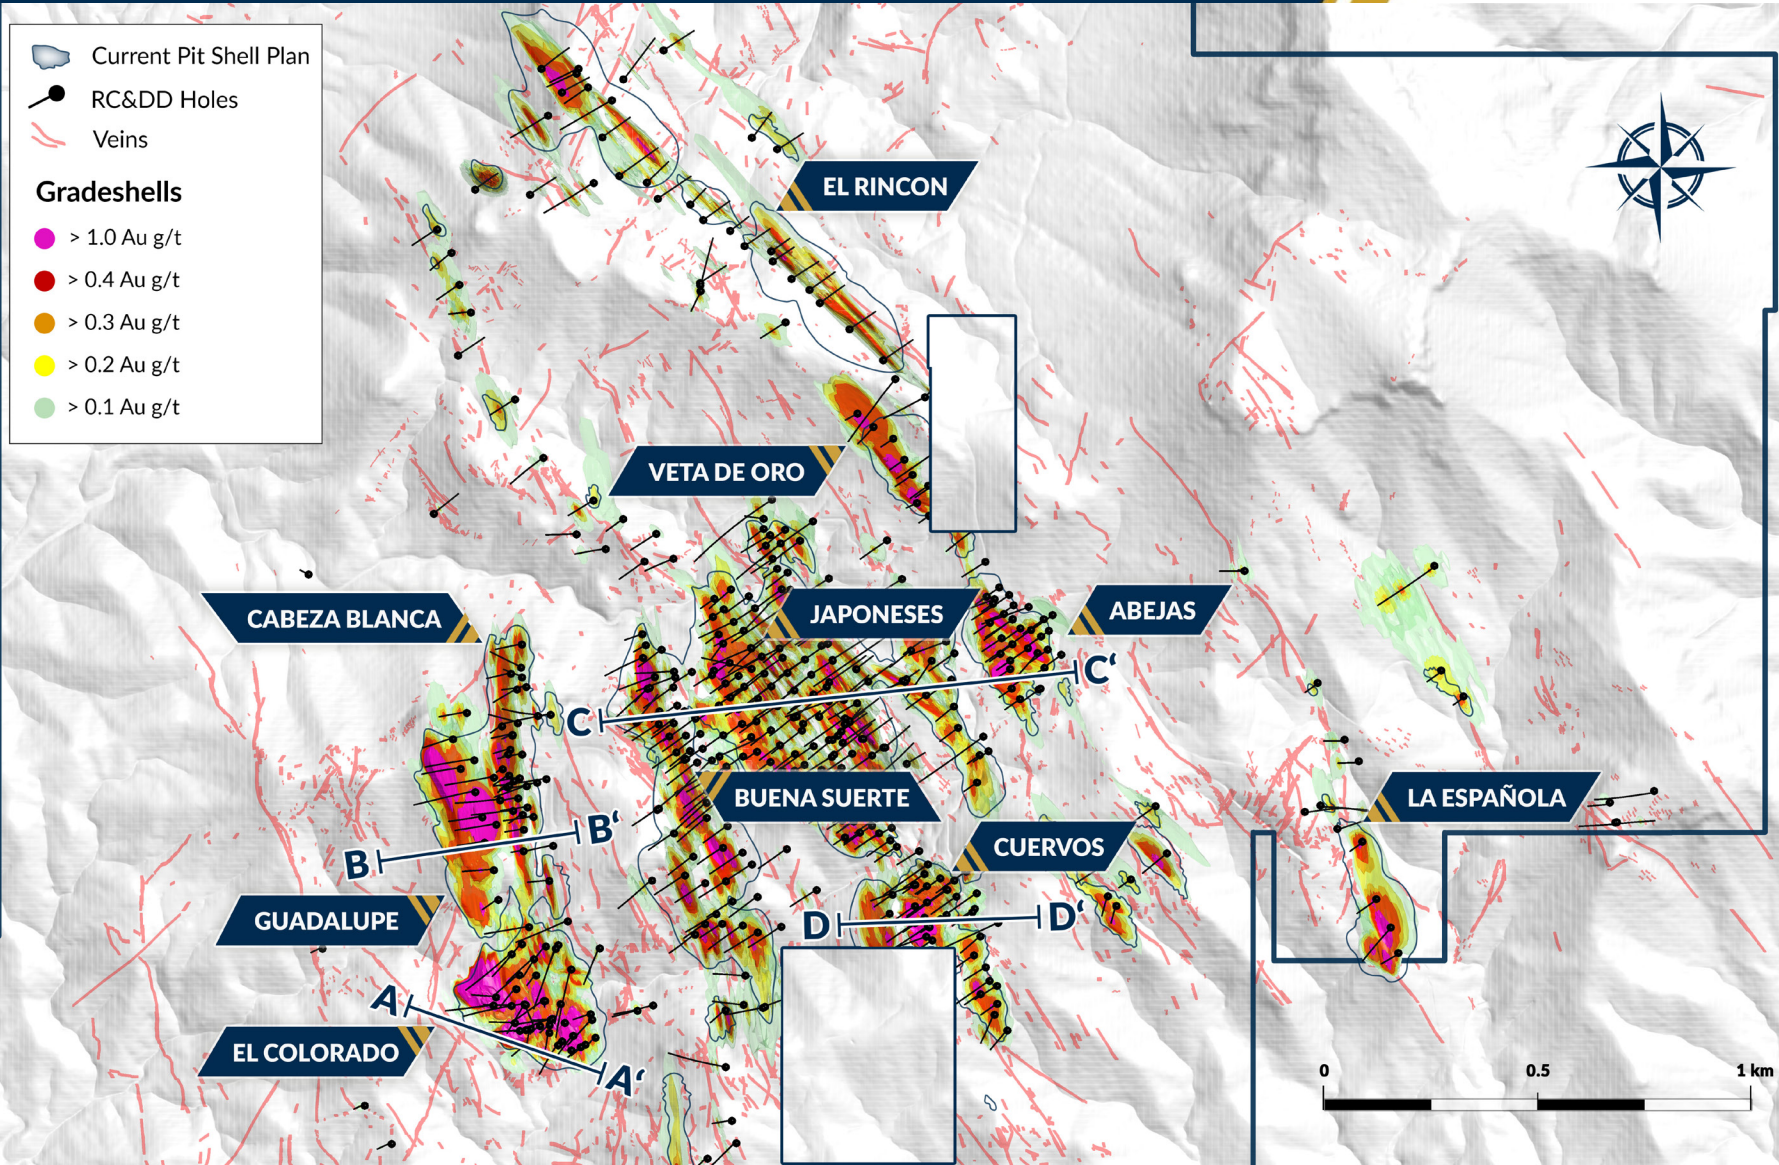 Current Pit Shell Plan
RC&DD Holes
Veins
Gradeshells
> 1.0 Au g/t
> 0.4 Au g/t
> 0.3 Au g/t
> 0.2 Au g/t
> 0.1 Au g/t
EL RINCON
VETA DE ORO
CABEZA BLANCA
JAPONESES
ABEJAS
C
C‘
BUENA SUERTE
LA ESPAÑOLA
B
B‘
CUERVOS
GUADALUPE
D
D‘
A
A‘
EL COLORADO
0
0.5
1 km